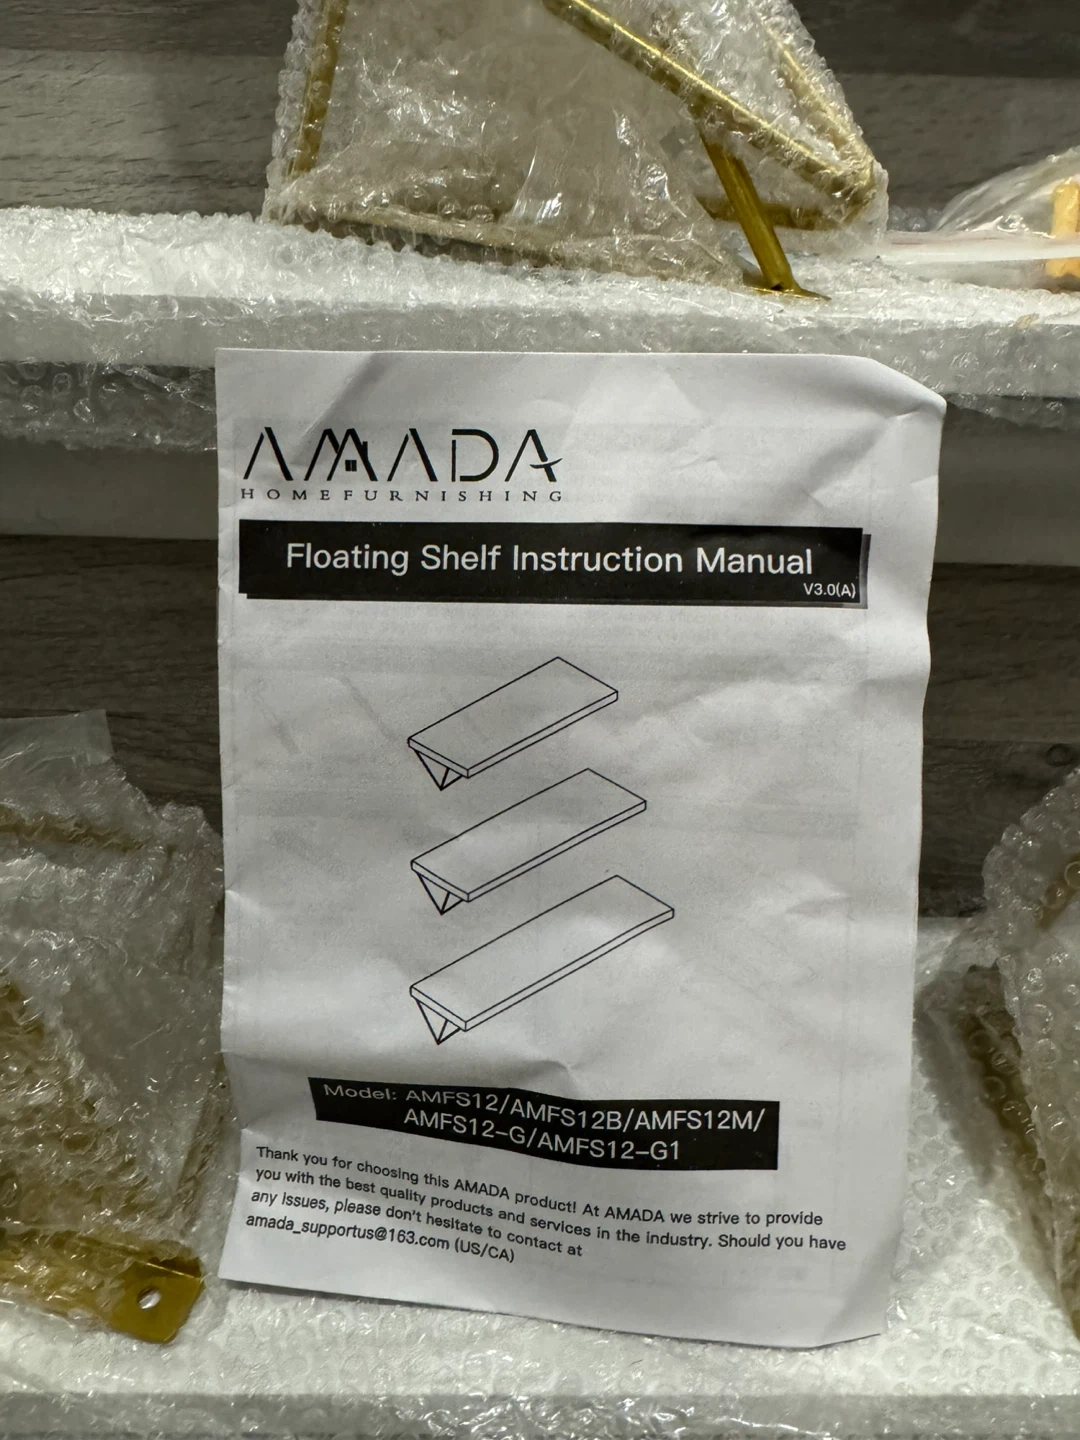 AMADA
HOMEFURNISHING
Floating Shelf Instruction Manual
V3.0(A)
Model: AMFS12/AMFS12B/AMFS12M/
AMFS12-G/AMFS12-G1
Thank you for choosing this AMADA product! At AMADA we strive to provide
you with the best quality products and services in the industry. Should you have
any issues, please don't hesitate to contact at
amada_supportus@163.com (US/CA)